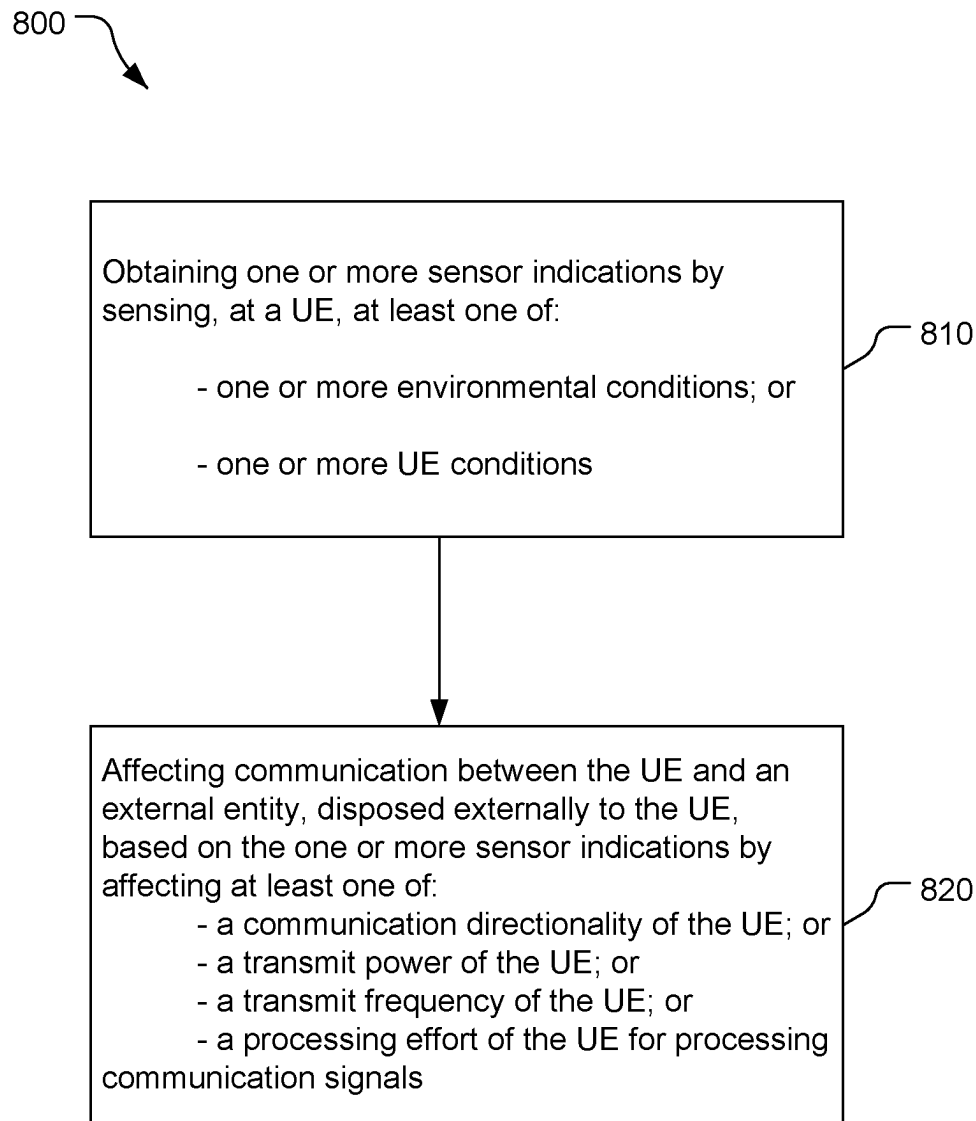 800
Obtaining one or more sensor indications by
sensing, at a UE, at least one of:
- one or more environmental conditions; or
- one or more UE conditions
810
Affecting communication between the UE and an
external entity, disposed externally to the UE,
based on the one or more sensor indications by
affecting at least one of:
- a communication directionality of the UE; or
- a transmit power of the UE; or
- a transmit frequency of the UE; or
- a processing effort of the UE for processing
communication signals
820